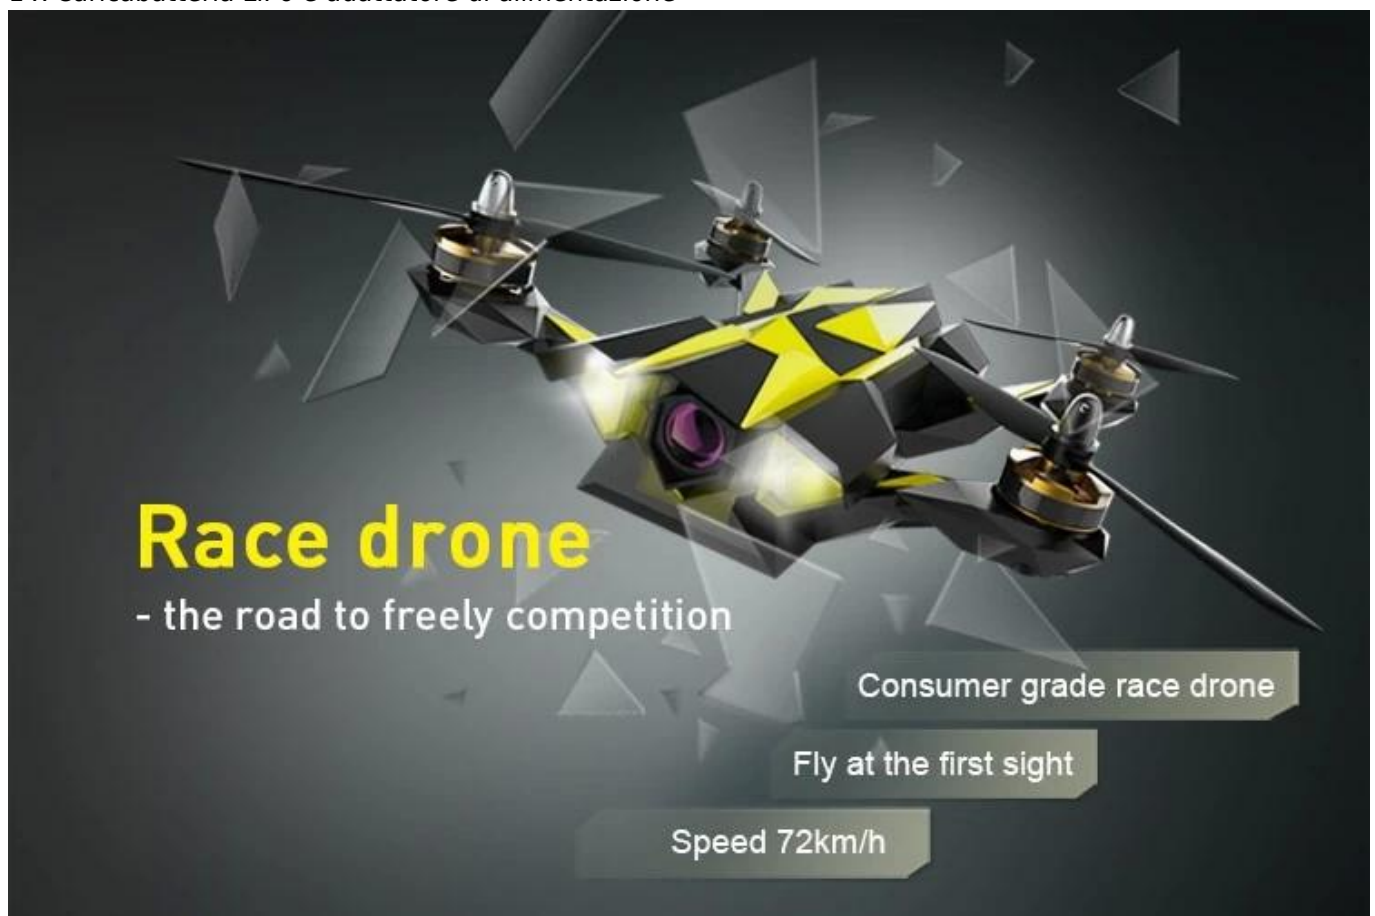 Race drone
- the road to freely competition
Consumer grade race drone
Fly at the first sight
Speed 72km/h